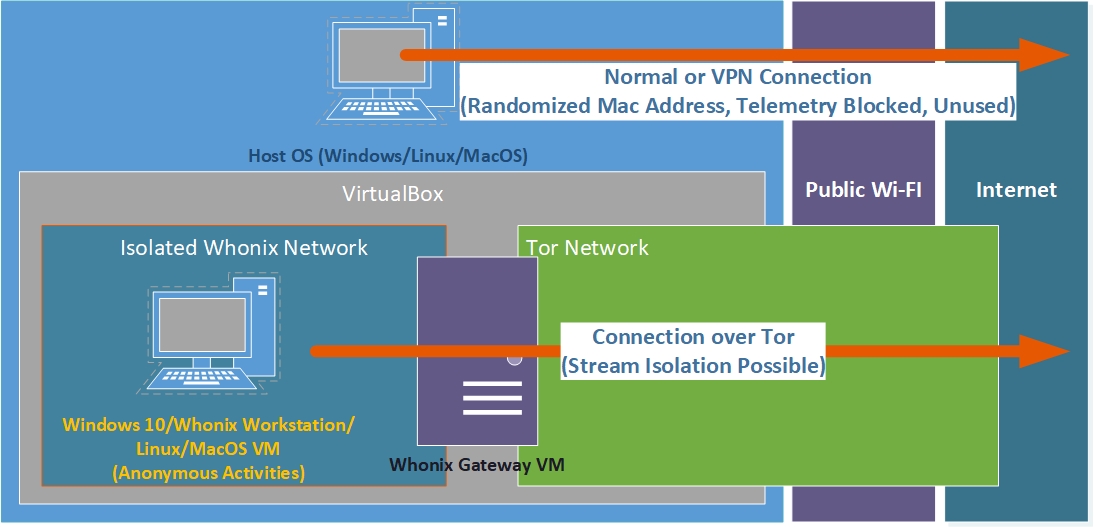 Normal or VPN Connection
(Randomized Mac Address, Telemetry Blocked, Unused)
Host OS (Windows/Linux/MacOS)
Public Wi-FI
Internet
VirtualBox
Isolated Whonix Network
Tor Network
Connection over Tor
(Stream Isolation Possible)
Windows 10/Whonix Workstation/
Linux/MacOS VM
(Anonymous Activities)
Whonix Gateway VM